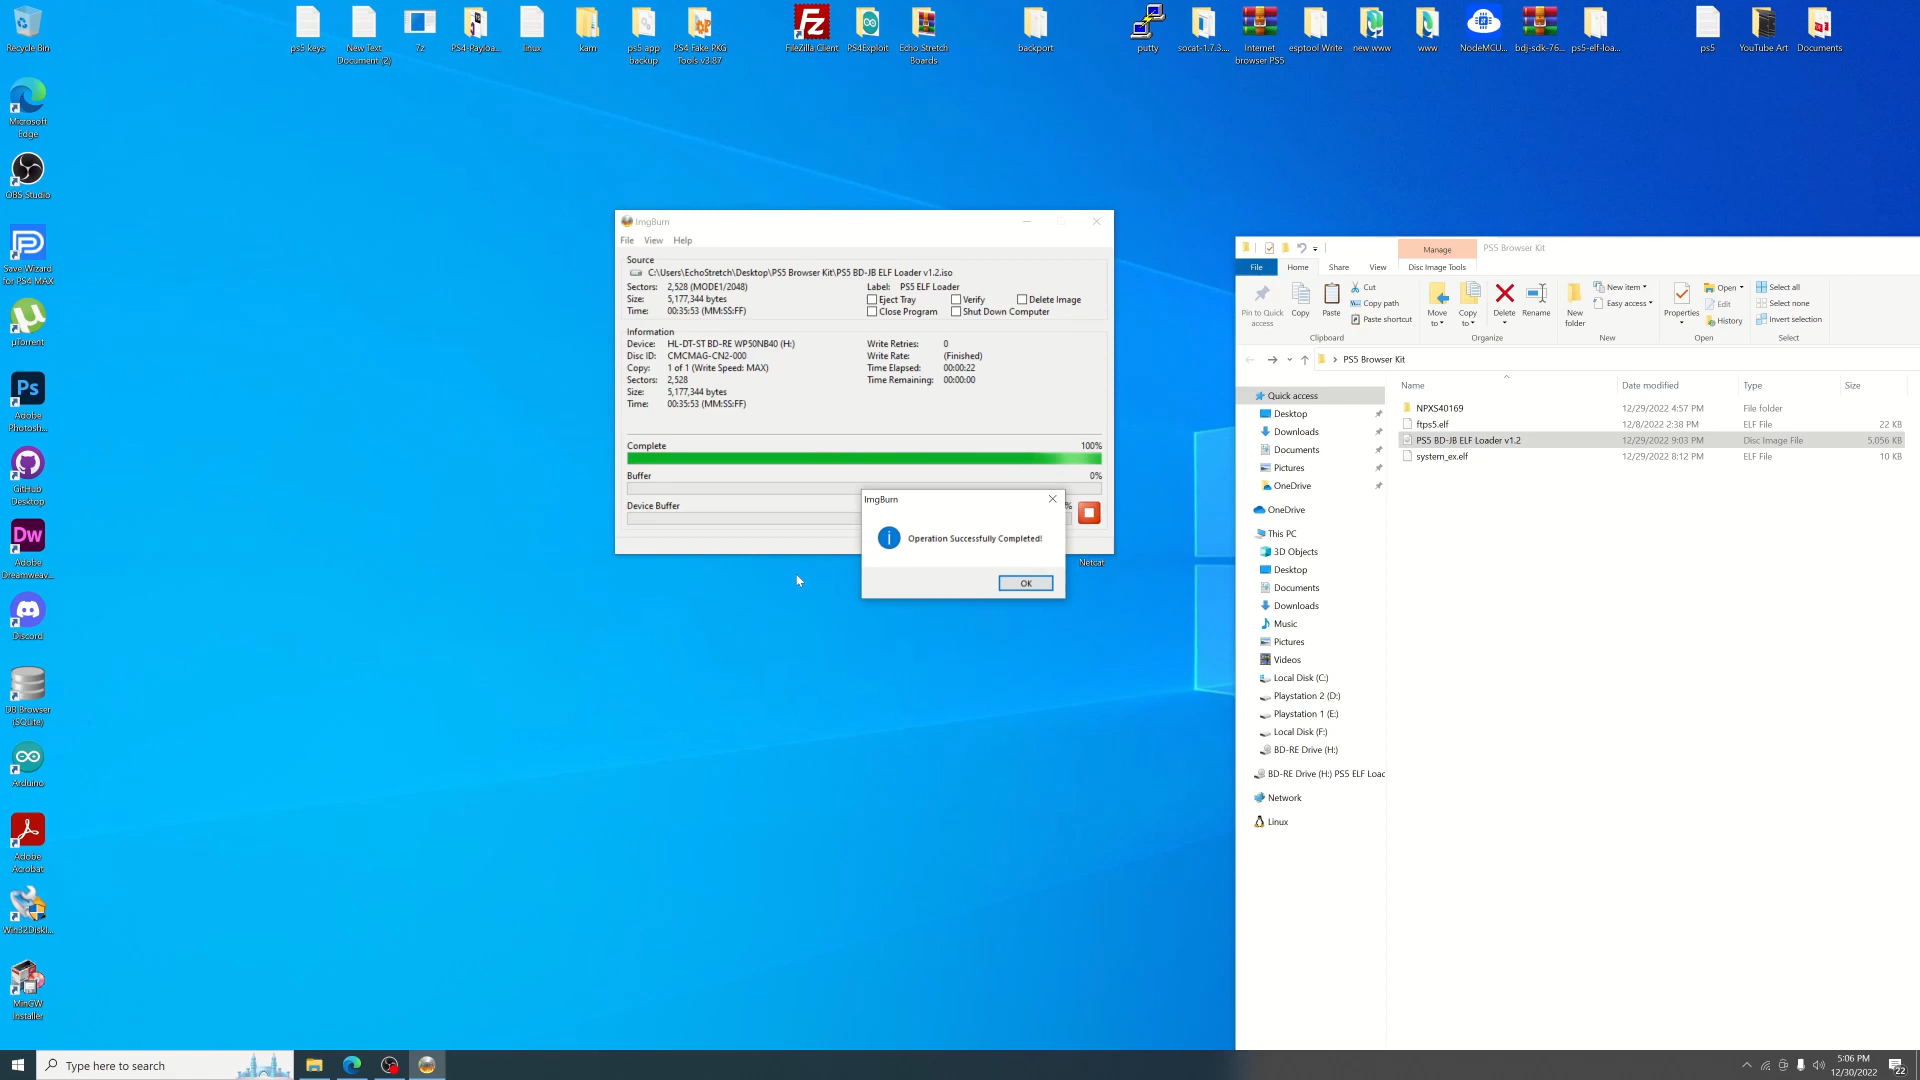 Recycle Bin
ps5 keys
New Text
Document (2)
7z
PS4-Payloa...
linux
kam
ps5 app
backup
PS4 Fake PKG
Tools v3.87
FileZilla Client
PS4Exploit
Echo Stretch
Boards
backport
putty
socat-1.7.3....
Internet
browser PS5
esptool Write
new www
www
NodeMCU...
bdj-sdk-76...
ps5-elf-loa...
ps5
YouTube Art
Documents
Microsoft
Edge
OBS Studio
Save Wizard
for PS4 MAX
µTorrent
Adobe
Photosh...
GitHub
Desktop
Adobe
Dreamweav...
Discord
DB Browser
(SQLite)
Arduino
Adobe
Acrobat
Win32DiskI...
MinGW
Installer
ImgBurn
File View Help
Source
C:\Users\EchoStretch\Desktop\PS5 Browser Kit\PS5 BD-JB ELF Loader v1.2.iso
Sectors: 2,528 (MODE1/2048)
Label: PS5 ELF Loader
Size: 5,177,344 bytes
Eject Tray Verify Delete Image
Time: 00:35:53 (MM:SS:FF)
Close Program Shut Down Computer
Information
Device: HL-DT-ST BD-RE WP50NB40 (H:)
Write Retries: 0
Disc ID: CMCMAG-CN2-000
Write Rate: (Finished)
Copy: 1 of 1 (Write Speed: MAX)
Time Elapsed: 00:00:22
Sectors: 2,528
Time Remaining: 00:00:00
Size: 5,177,344 bytes
Time: 00:35:53 (MM:SS:FF)
Complete 100%
Buffer 0%
Device Buffer %
ImgBurn
Operation Successfully Completed!
OK
Netcat
Manage
PS5 Browser Kit
File Home Share View Disc Image Tools
Pin to Quick
access
Copy
Paste
Cut
Copy path
Paste shortcut
Clipboard
Move
to
Copy
to
Delete
Rename
Organize
New
folder
New item
Easy access
New
Properties
Open
Edit
History
Open
Select all
Select none
Invert selection
Select
PS5 Browser Kit
Name Date modified Type Size
NPXS40169 12/29/2022 4:57 PM File folder
ftps5.elf 12/8/2022 2:38 PM ELF File 22 KB
PS5 BD-JB ELF Loader v1.2 12/29/2022 9:03 PM Disc Image File 5,056 KB
system_ex.elf 12/29/2022 8:12 PM ELF File 10 KB
Quick access
Desktop
Downloads
Documents
Pictures
OneDrive
OneDrive
This PC
3D Objects
Desktop
Documents
Downloads
Music
Pictures
Videos
Local Disk (C:)
Playstation 2 (D:)
Playstation 1 (E:)
Local Disk (F:)
BD-RE Drive (H:)
BD-RE Drive (H:) PS5 ELF Loac
Network
Linux
Type here to search
5:06 PM
12/30/2022
22